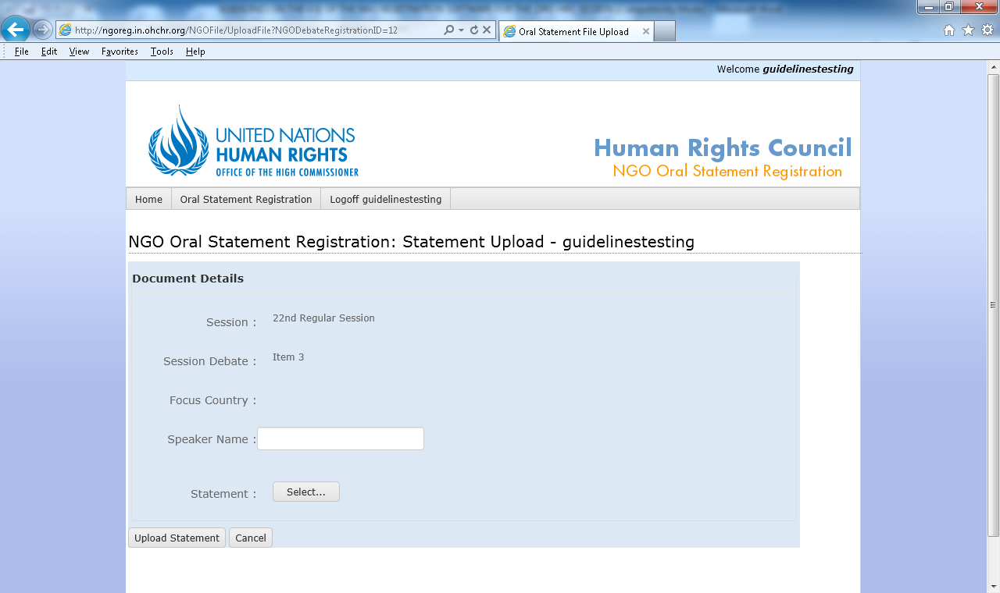 http://ngoreg.in.ohchr.org/NGOFile/UploadFile?NGODebateRegistrationID=12
Oral Statement File Upload
File Edit View Favorites Tools Help
Welcome guidelinestesting
UNITED NATIONS
HUMAN RIGHTS
OFFICE OF THE HIGH COMMISSIONER
Human Rights Council
NGO Oral Statement Registration
Home Oral Statement Registration Logoff guidelinestesting
NGO Oral Statement Registration: Statement Upload - guidelinestesting
Document Details
Session : 22nd Regular Session
Session Debate : Item 3
Focus Country :
Speaker Name :
Statement : Select...
Upload Statement Cancel